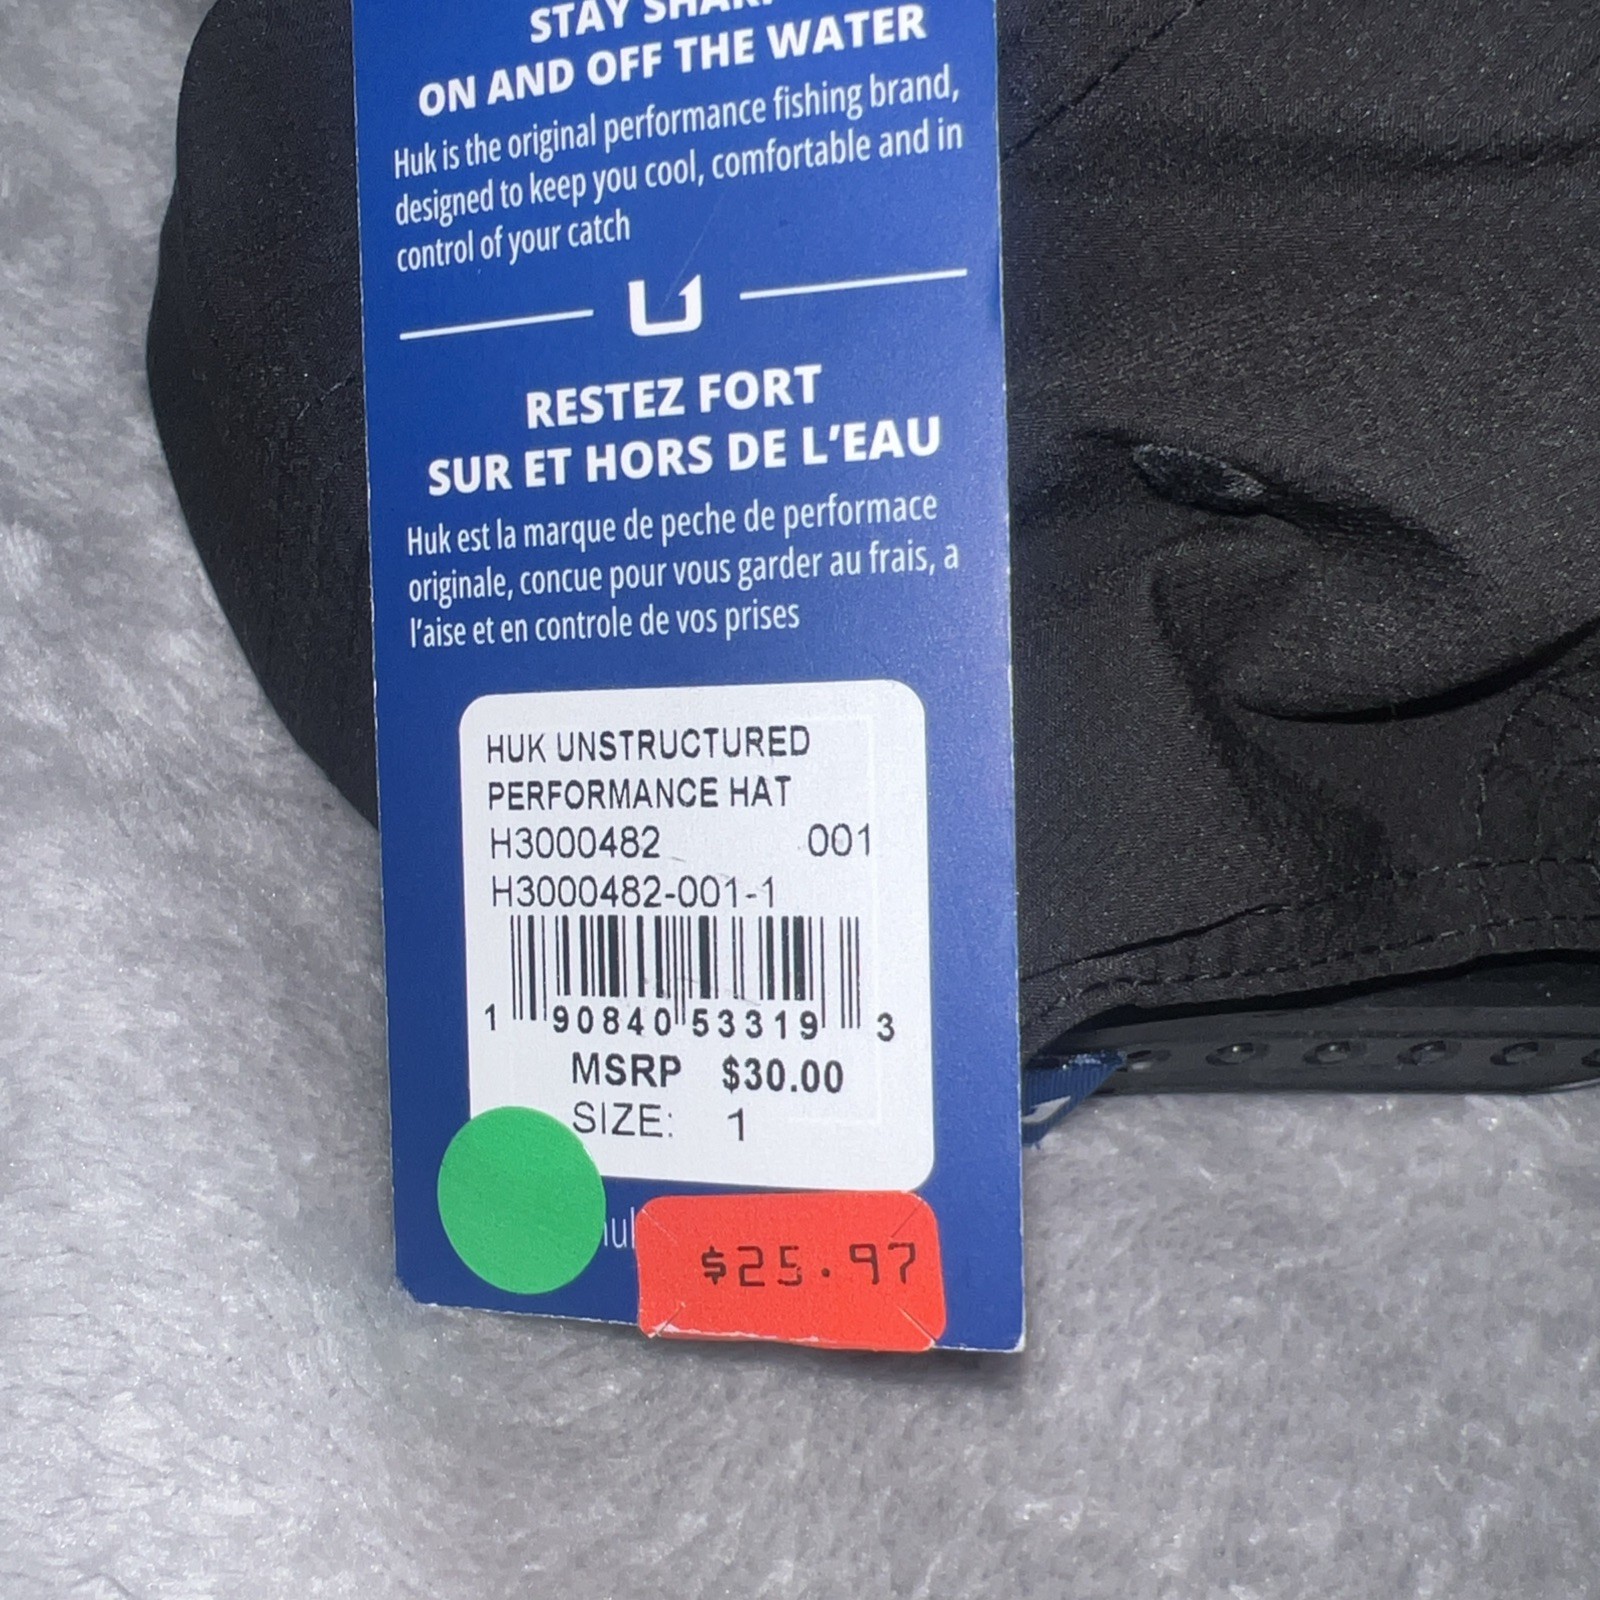 STAY SHARP
ON AND OFF THE WATER
Huk is the original performance fishing brand,
designed to keep you cool, comfortable and in
control of your catch
RESTEZ FORT
SUR ET HORS DE L'EAU
Huk est la marque de peche de performace
originale, concue pour vous garder au frais, a
l'aise et en controle de vos prises
HUK UNSTRUCTURED
PERFORMANCE HAT
H3000482 001
H3000482-001-1
1 90840 53319 3
MSRP $30.00
SIZE: 1
$25.97